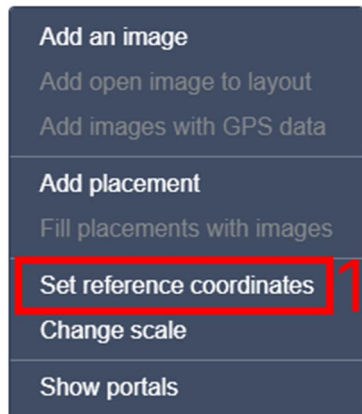 Add an image
Add open image to layout
Add images with GPS data
Add placement
Fill placements with images
Set reference coordinates 1
Change scale
Show portals